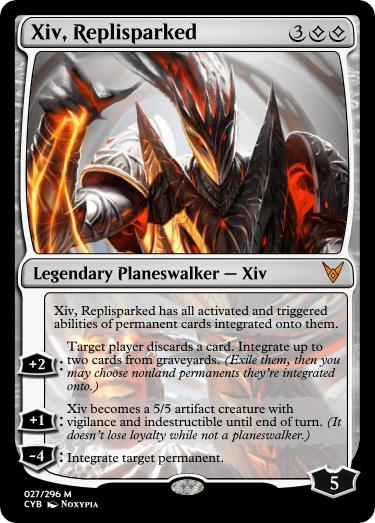 Xiv, Replisparked 3
Legendary Planeswalker — Xiv
Xiv, Replisparked has all activated and triggered
abilities of permanent cards integrated onto them.
+2: Target player discards a card. Integrate up to
two cards from graveyards. (Exile them, then you
may choose nonland permanents they're integrated
onto.)
+1: Xiv becomes a 5/5 artifact creature with
vigilance and indestructible until end of turn. (It
doesn't lose loyalty while not a planeswalker.)
–4: Integrate target permanent.
5
027/296 M
CYB Noxypia